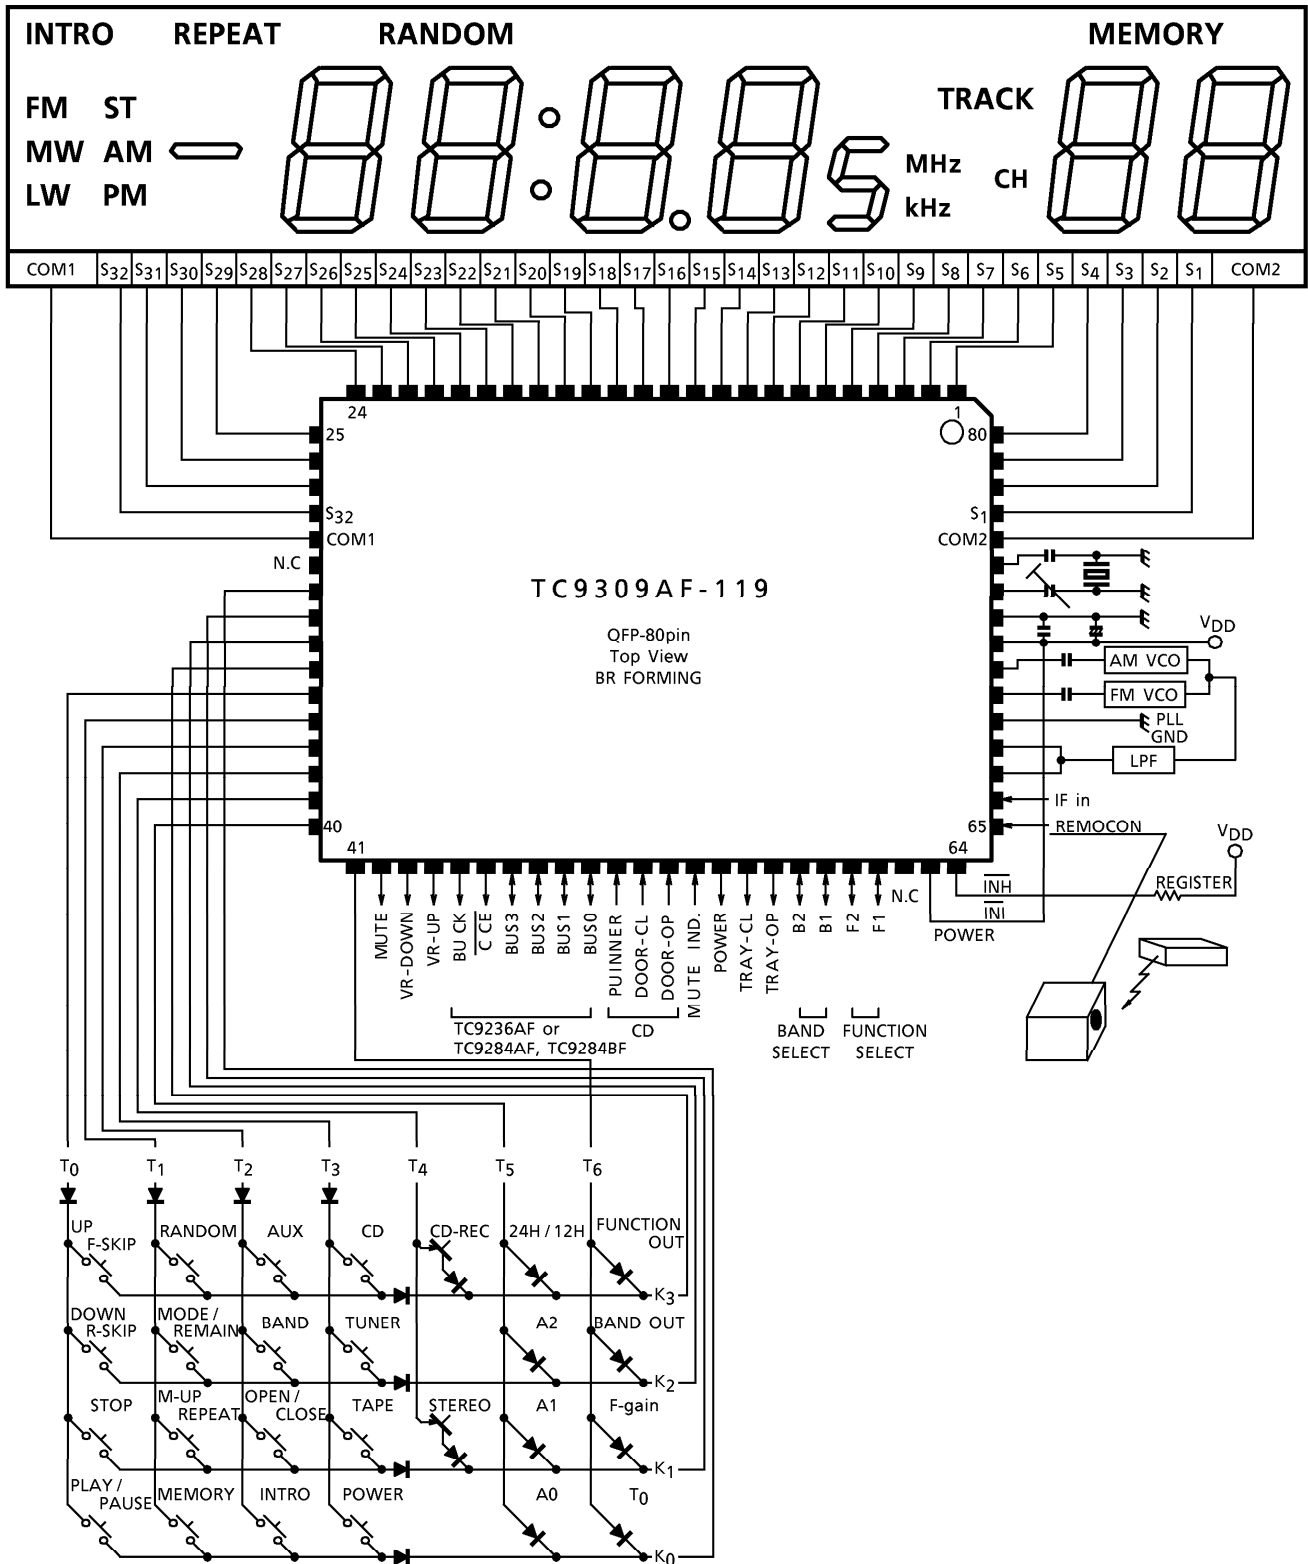 INTRO REPEAT RANDOM MEMORY
FM ST TRACK
MW AM MHz
LW PM kHz CH
COM1 S32 S31 S30 S29 S28 S27 S26 S25 S24 S23 S22 S21 S20 S19 S18 S17 S16 S15 S14 S13 S12 S11 S10 S9 S8 S7 S6 S5 S4 S3 S2 S1 COM2
24 1
25 80
S32 S1
COM1 COM2
N.C
TC9309AF-119
QFP-80pin
Top View
BR FORMING
VDD
AM VCO
FM VCO
PLL
GND
LPF
IF in
40 65 REMOCON
41 64
VDD
INH REGISTER
INI
N.C
POWER
MUTE
VR-DOWN
VR-UP
BU CK
C CE
BUS3
BUS2
BUS1
BUS0
PUINNER
DOOR-CL
DOOR-OP
MUTE IND.
POWER
TRAY-CL
TRAY-OP
B2
B1
F2
F1
TC9236AF or
TC9284AF, TC9284BF
CD
BAND
SELECT
FUNCTION
SELECT
T0 T1 T2 T3 T4 T5 T6
UP
F-SKIP
RANDOM AUX CD CD-REC 24H / 12H
FUNCTION
OUT
K3
DOWN
R-SKIP
MODE /
REMAIN
BAND TUNER A2 BAND OUT
K2
STOP
M-UP
REPEAT
OPEN /
CLOSE
TAPE STEREO A1 F-gain
K1
PLAY /
PAUSE
MEMORY INTRO POWER A0 T0
K0